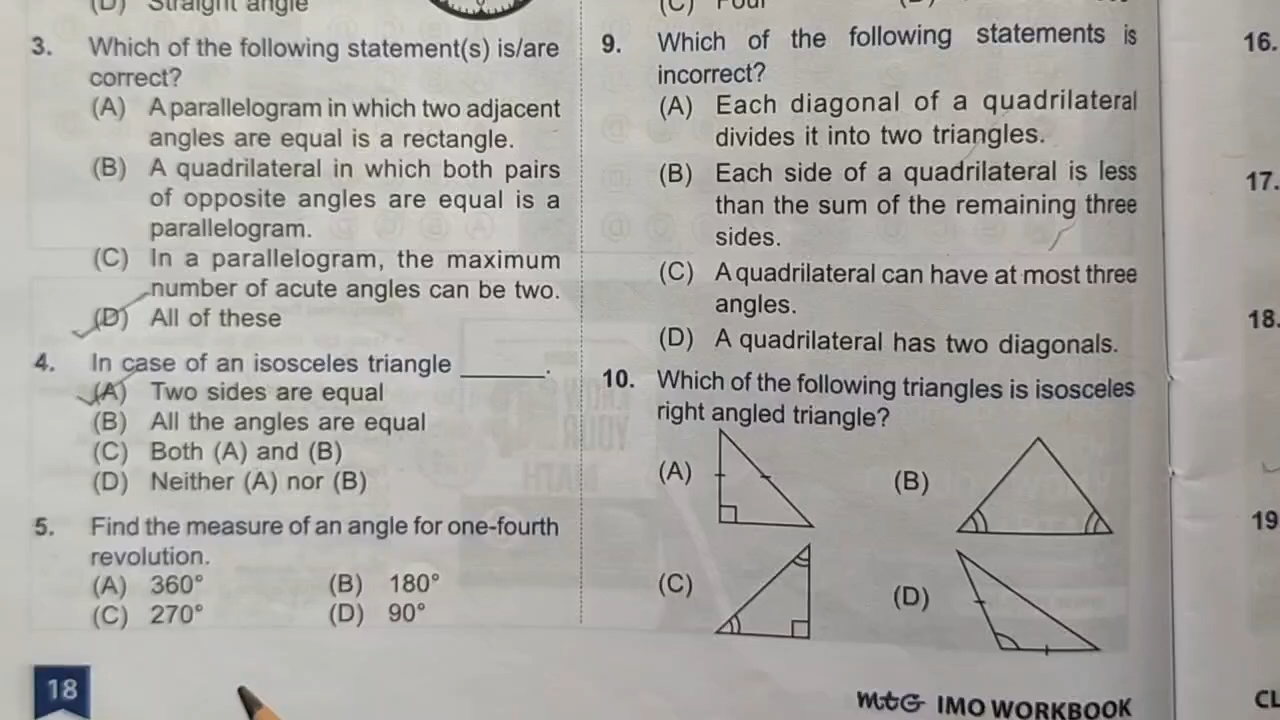 (D) Straight angle
3. Which of the following statement(s) is/are
correct?
(A) A parallelogram in which two adjacent
angles are equal is a rectangle.
(B) A quadrilateral in which both pairs
of opposite angles are equal is a
parallelogram.
(C) In a parallelogram, the maximum
number of acute angles can be two.
(D) All of these
4. In case of an isosceles triangle ______.
(A) Two sides are equal
(B) All the angles are equal
(C) Both (A) and (B)
(D) Neither (A) nor (B)
5. Find the measure of an angle for one-fourth
revolution.
(A) 360° (B) 180°
(C) 270° (D) 90°
18
(C) Four
9. Which of the following statements is
incorrect?
(A) Each diagonal of a quadrilateral
divides it into two triangles.
(B) Each side of a quadrilateral is less
than the sum of the remaining three
sides.
(C) A quadrilateral can have at most three
angles.
(D) A quadrilateral has two diagonals.
10. Which of the following triangles is isosceles
right angled triangle?
(A) (B)
(C) (D)
mtG IMO WORKBOOK
16.
17.
18.
19
CL